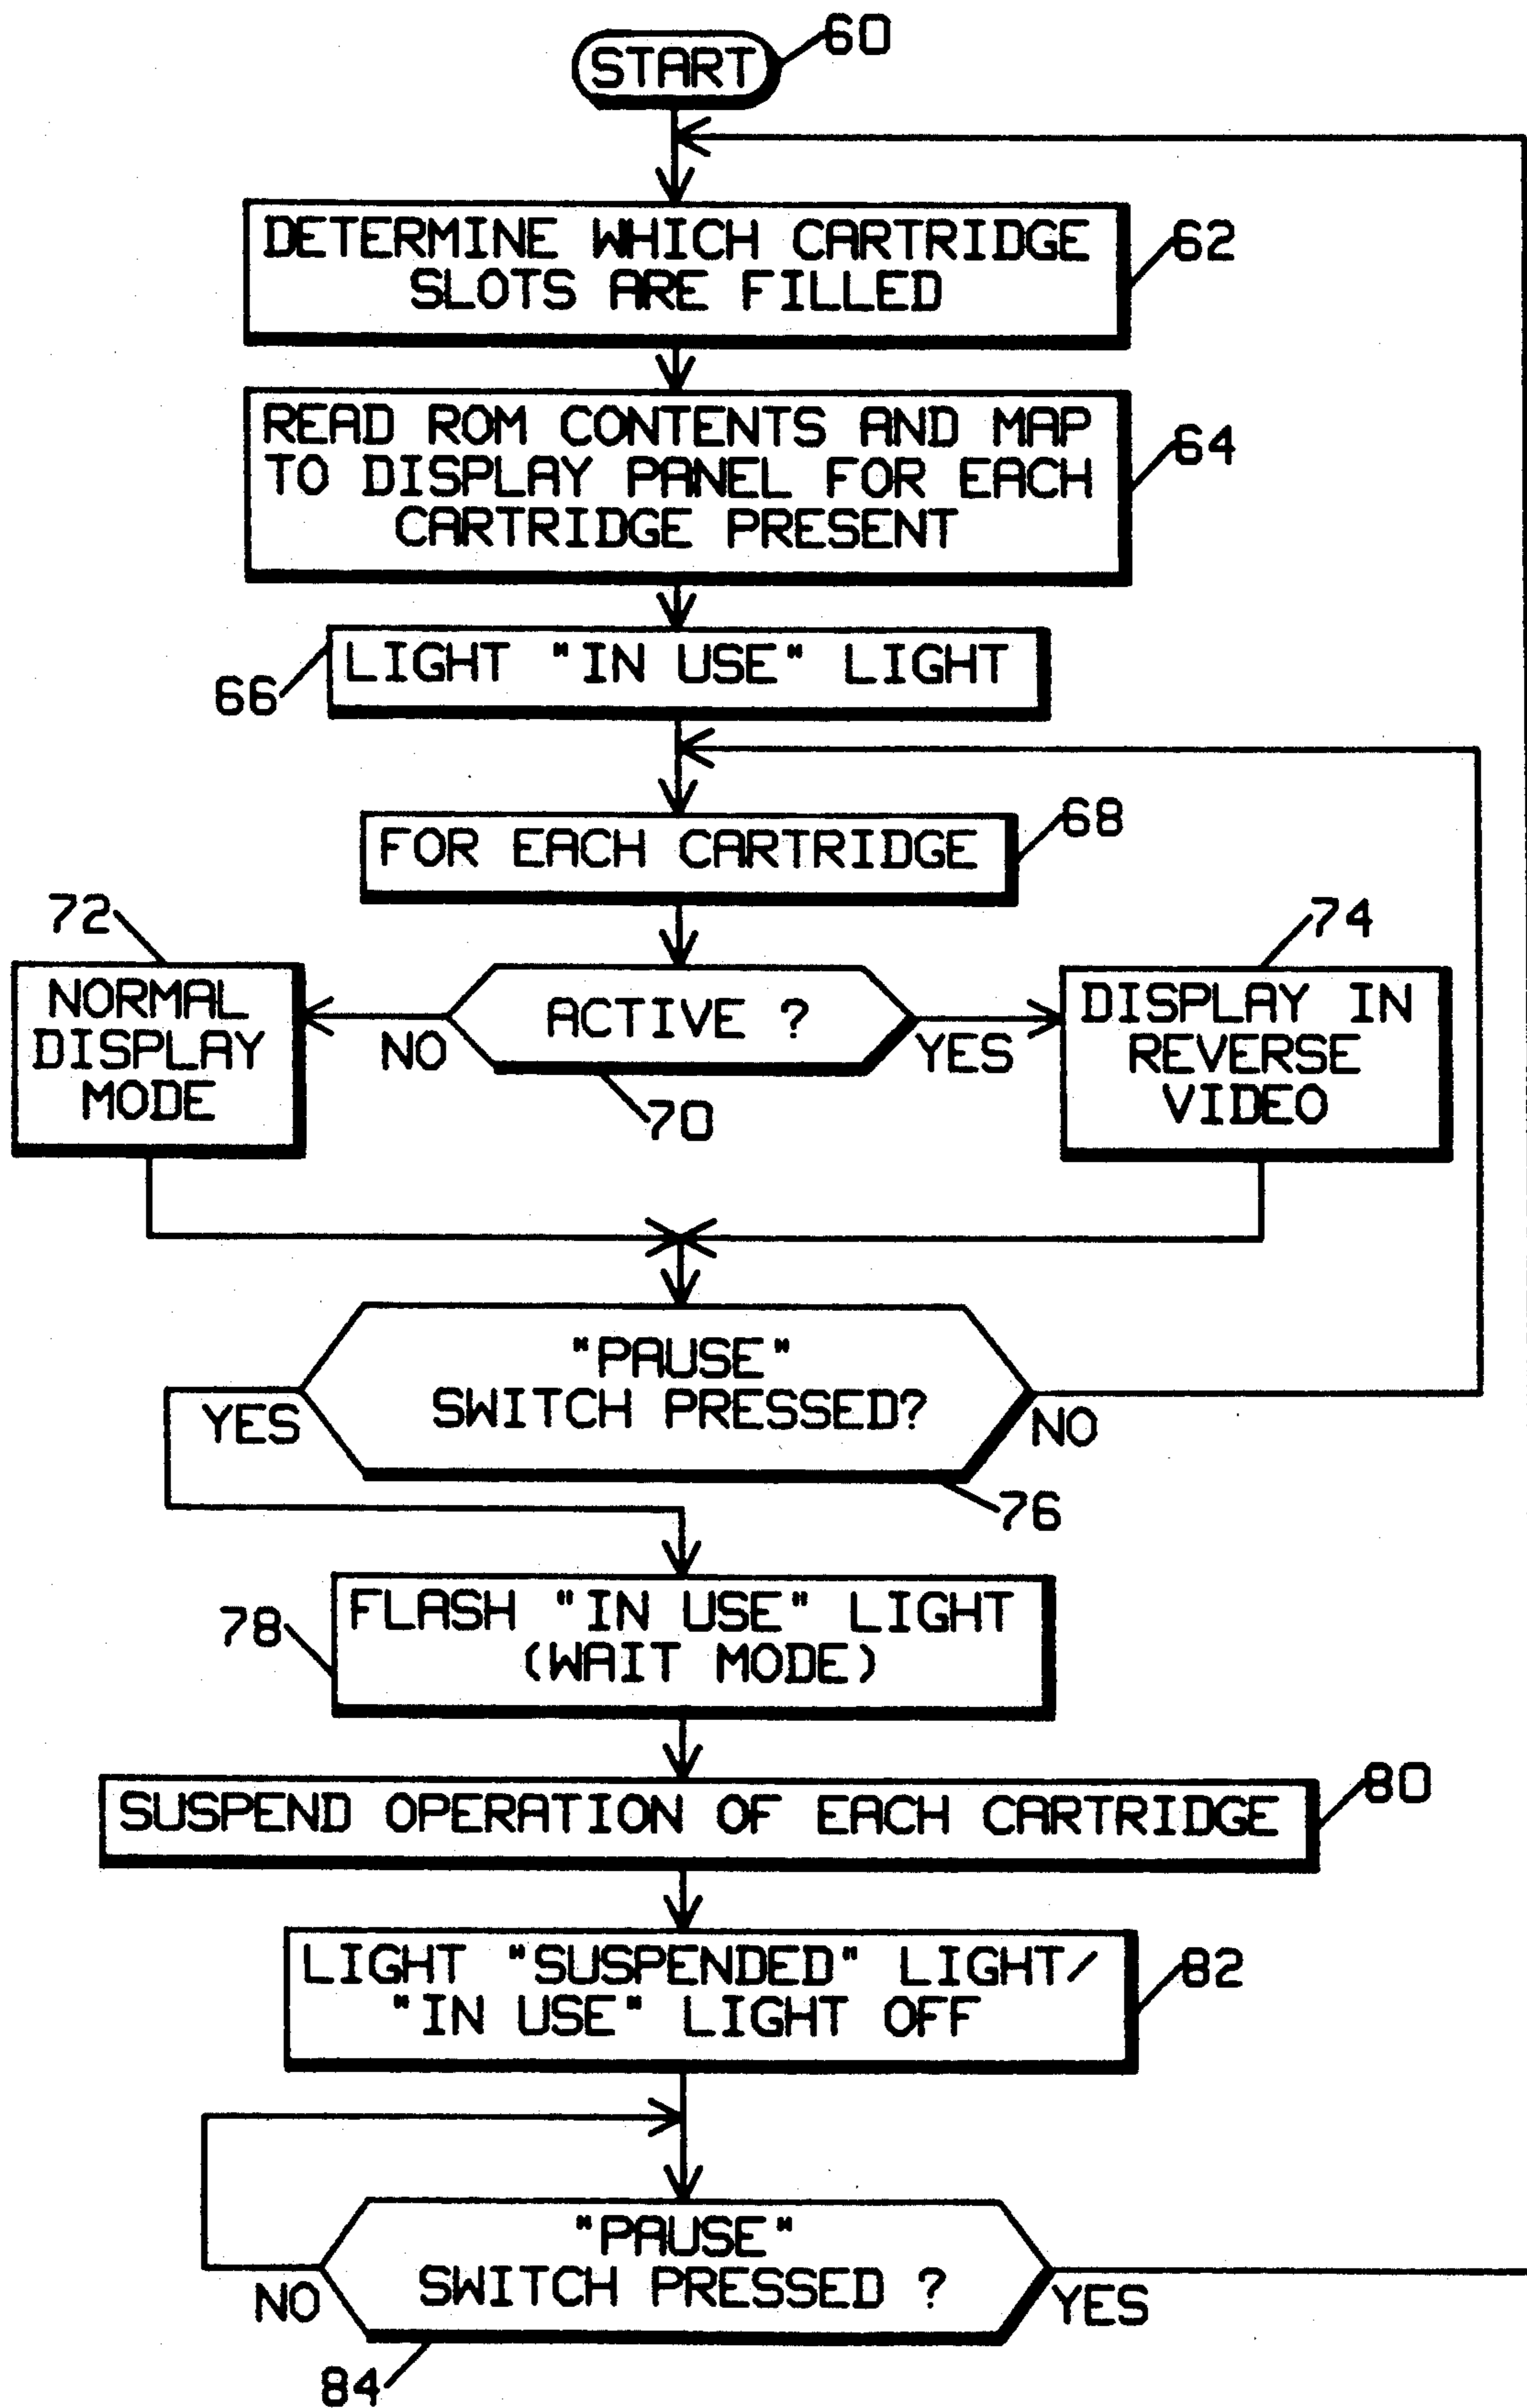 START
60
DETERMINE WHICH CARTRIDGE
SLOTS ARE FILLED
62
READ ROM CONTENTS AND MAP
TO DISPLAY PANEL FOR EACH
CARTRIDGE PRESENT
64
LIGHT "IN USE" LIGHT
66
FOR EACH CARTRIDGE
68
72
74
NORMAL
DISPLAY
MODE
NO
ACTIVE ?
YES
70
DISPLAY IN
REVERSE
VIDEO
"PAUSE"
SWITCH PRESSED?
YES
NO
76
FLASH "IN USE" LIGHT
(WAIT MODE)
78
SUSPEND OPERATION OF EACH CARTRIDGE
80
LIGHT "SUSPENDED" LIGHT/
"IN USE" LIGHT OFF
82
"PAUSE"
SWITCH PRESSED ?
NO
YES
84